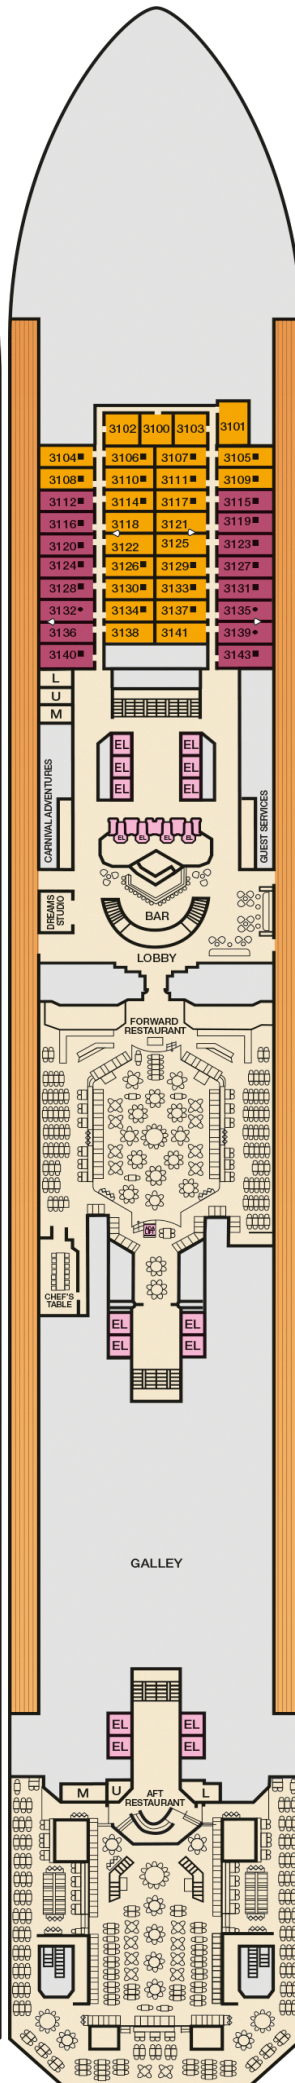 3102 3100 3103 3101
3104■ 3106■ 3107■ 3105■
3108■ 3110■ 3111■ 3109■
3112■ 3114■ 3117■ 3115■
3116■ 3118 3121 3119■
3120■ 3122 3125 3123■
3124■ 3126■ 3129■ 3127■
3128■ 3130■ 3133■ 3131■
3132• 3134■ 3137■ 3135•
3136 3138 3141 3139•
3140■ 3143■
L
U
M
EL EL
EL EL
EL EL
CARNIVAL ADVENTURES
GUEST SERVICES
EL EL EL EL
DREAMS
STUDIO
BAR
LOBBY
FORWARD
RESTAURANT
CHEF'S
TABLE
EL EL
EL EL
GALLEY
EL EL
EL EL
M U L
AFT
RESTAURANT